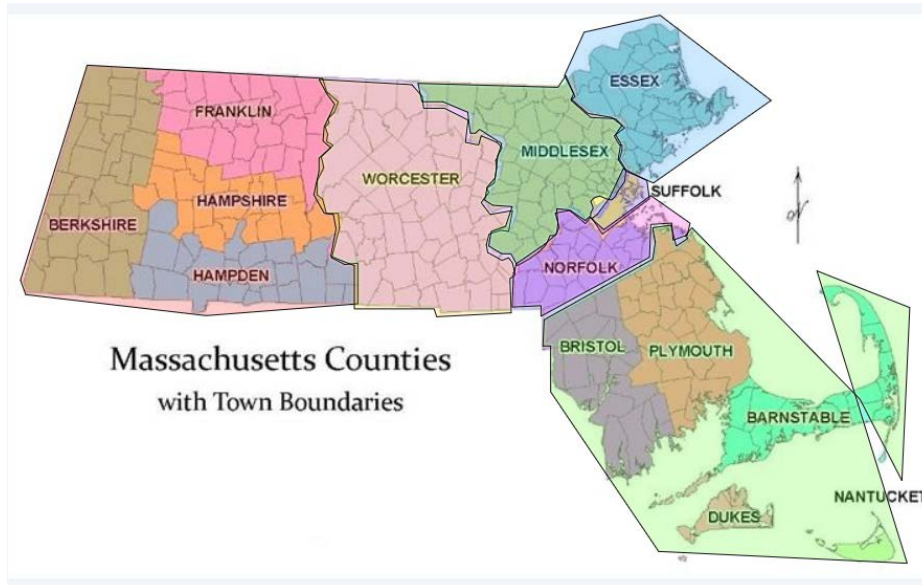 ESSEX
FRANKLIN
MIDDLESEX
WORCESTER
SUFFOLK
HAMPSHIRE
BERKSHIRE
N
NORFOLK
HAMPDEN
Massachusetts Counties
with Town Boundaries
BRISTOL
PLYMOUTH
BARNSTABLE
NANTUCKET
DUKES